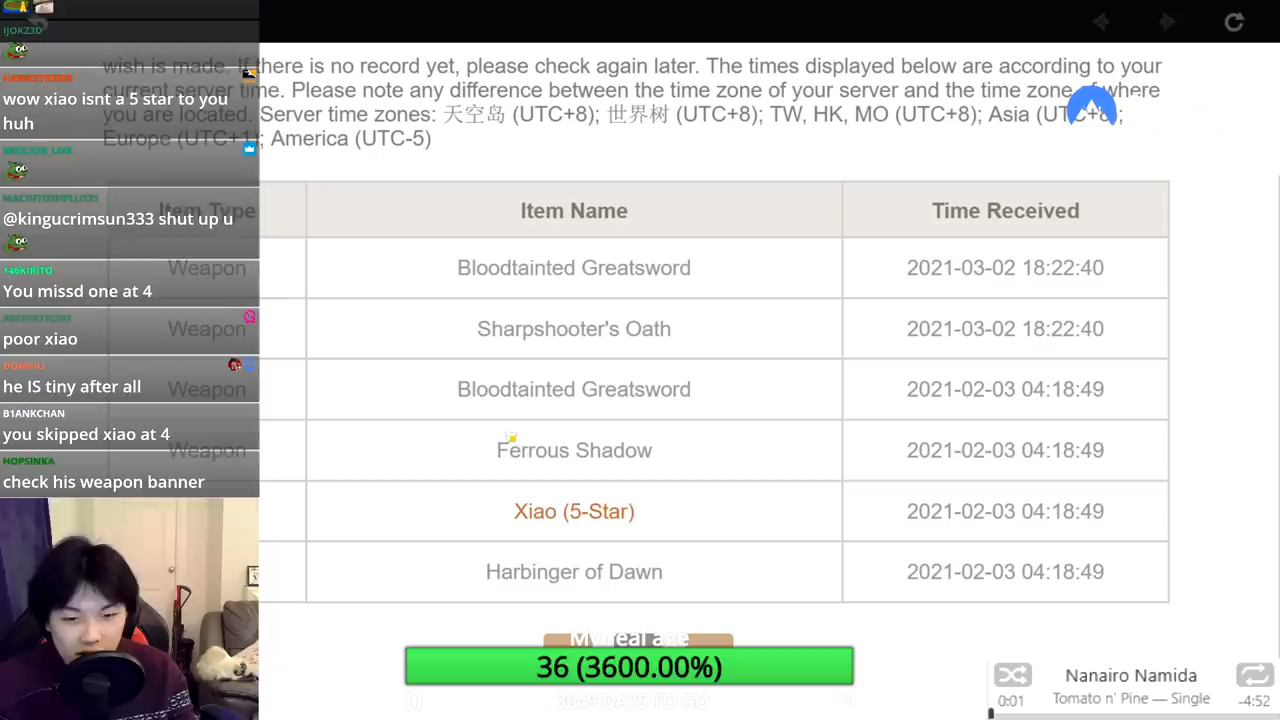 IJOKZ3D
wow xiao isnt a 5 star to you
huh
@kingucrimsun333 shut up u
146KIRITO
You missd one at 4
poor xiao
he IS tiny after all
B1ANKCHAN
you skipped xiao at 4
HOPSINKA
check his weapon banner
wish is made. If there is no record yet, please check again later. The times displayed below are according to your
current server time. Please note any difference between the time zone of your server and the time zone of where
you are located. Server time zones: 天空岛 (UTC+8); 世界树 (UTC+8); TW, HK, MO (UTC+8); Asia (UTC+8);
Europe (UTC+1); America (UTC-5)
Item Type Item Name Time Received
Weapon Bloodtainted Greatsword 2021-03-02 18:22:40
Weapon Sharpshooter's Oath 2021-03-02 18:22:40
Weapon Bloodtainted Greatsword 2021-02-03 04:18:49
Weapon Ferrous Shadow 2021-02-03 04:18:49
Xiao (5-Star) 2021-02-03 04:18:49
Harbinger of Dawn 2021-02-03 04:18:49
My real age
36 (3600.00%)
0 3649 DAYS TO GO 1
Nanairo Namida
Tomato n' Pine — Single
0:01 -4:52